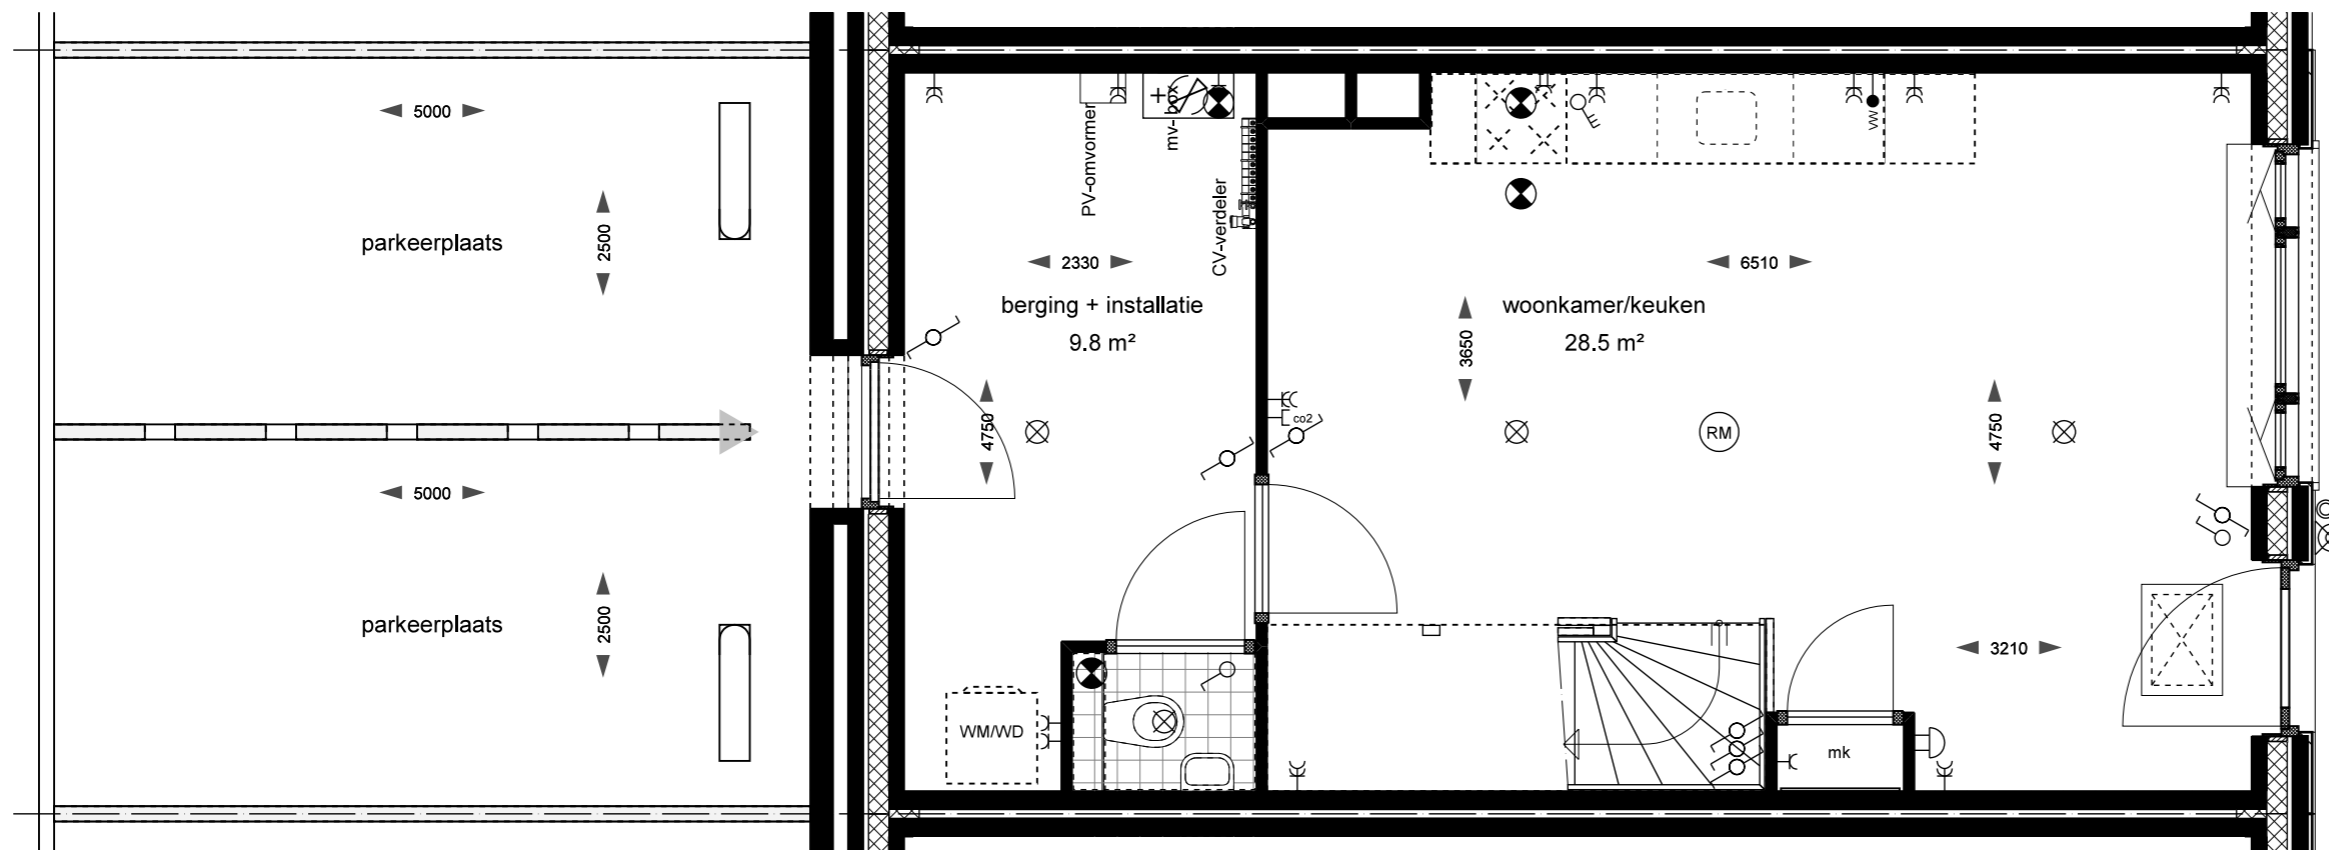 5000
2500
parkeerplaats
5000
2500
parkeerplaats
PV-omvormer
mv-box
CV-verdeler
2330
berging + installatie
9.8 m²
4750
WM/WD
6510
woonkamer/keuken
28.5 m²
3650
co2
RM
4750
3210
mk